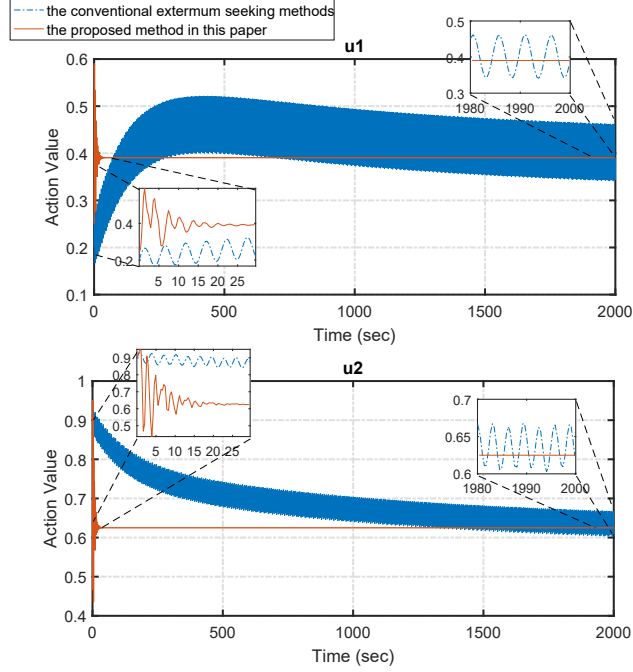 the conventional extermum seeking methods
the proposed method in this paper
u1
0.6
0.5
0.4
0.3
0.2
0.1
Action Value
0 500 1000 1500 2000
Time (sec)
0.5
0.4
0.3
1980 1990 2000
0.4
0.2
5 10 15 20 25
u2
1
0.9
0.8
0.7
0.6
0.5
0.4
Action Value
0 500 1000 1500 2000
Time (sec)
0.9
0.8
0.7
0.6
0.5
5 10 15 20 25
0.7
0.65
0.6
1980 1990 2000